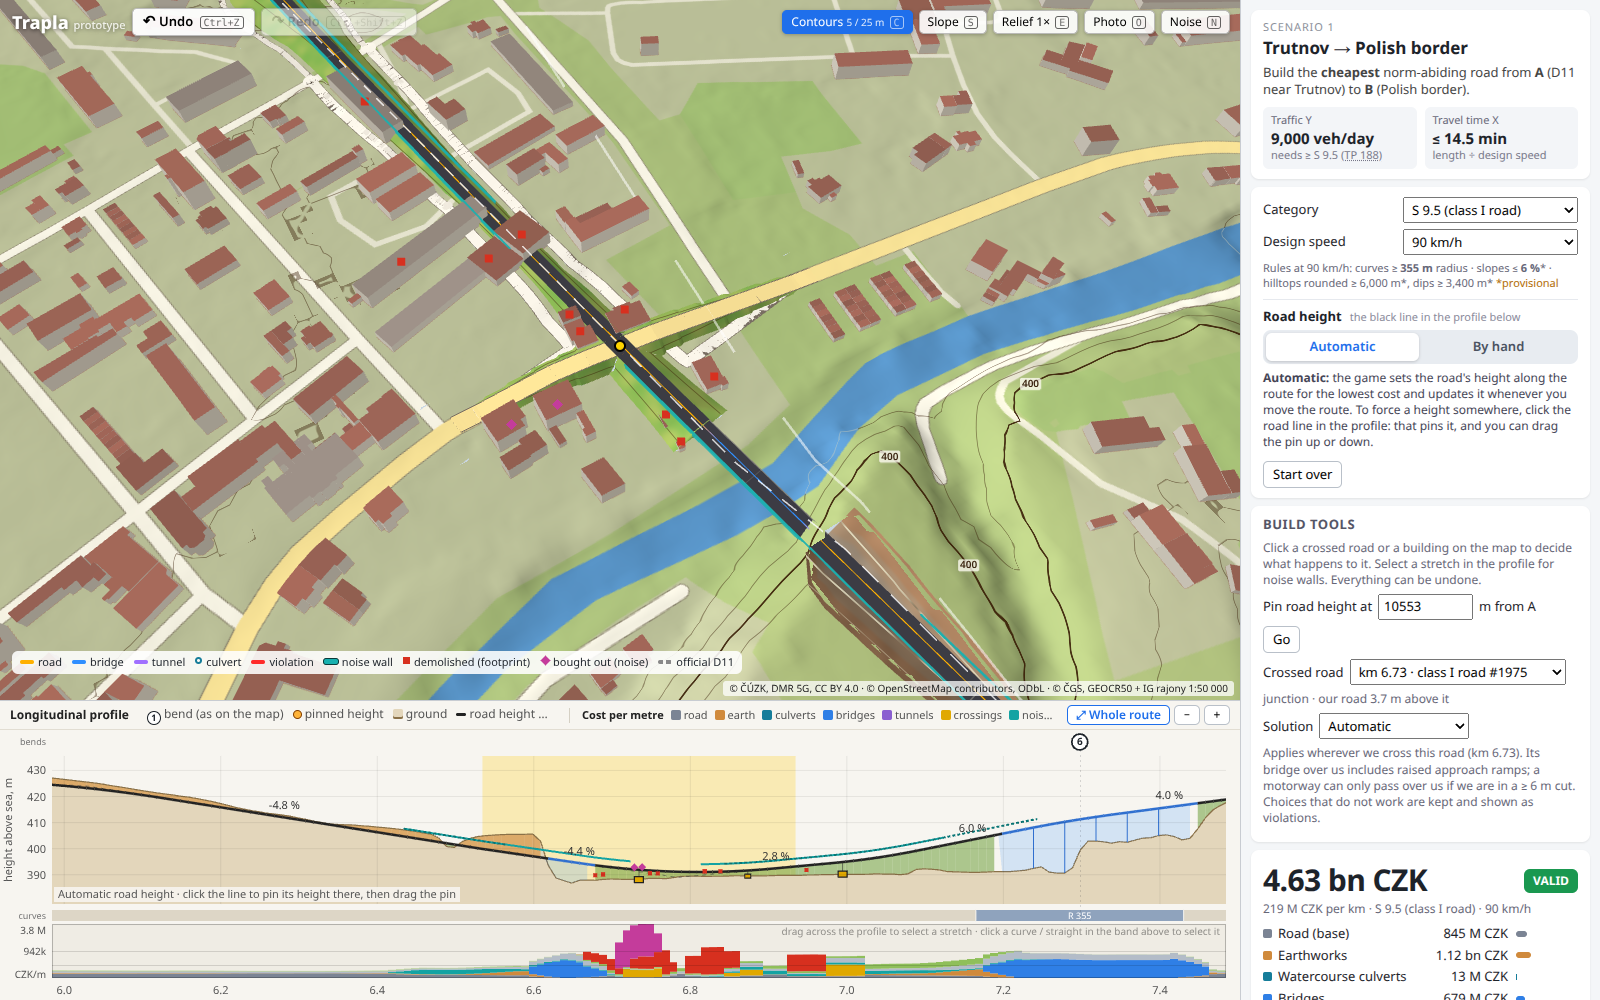 Trapla prototype
↶ Undo Ctrl+Z
↷ Redo Ctrl+Shift+Z
Contours 5 / 25 m C
Slope S
Relief 1× E
Photo O
Noise N
400
400
400
road
bridge
tunnel
culvert
violation
noise wall
demolished (footprint)
bought out (noise)
official D11
© ČÚZK, DMR 5G, CC BY 4.0 · © OpenStreetMap contributors, ODbL · © ČGS, GEOCR50 + IG rajony 1:50 000
SCENARIO 1
Trutnov → Polish border
Build the cheapest norm-abiding road from A (D11
near Trutnov) to B (Polish border).
Traffic Y
9,000 veh/day
needs ≥ S 9.5 (TP 188)
Travel time X
≤ 14.5 min
length ÷ design speed
Category
S 9.5 (class I road)
Design speed
90 km/h
Rules at 90 km/h: curves ≥ 355 m radius · slopes ≤ 6 %* ·
hilltops rounded ≥ 6,000 m*, dips ≥ 3,400 m* *provisional
Road height the black line in the profile below
Automatic
By hand
Automatic: the game sets the road's height along the
route for the lowest cost and updates it whenever you
move the route. To force a height somewhere, click the
road line in the profile: that pins it, and you can drag
the pin up or down.
Start over
BUILD TOOLS
Click a crossed road or a building on the map to decide
what happens to it. Select a stretch in the profile for
noise walls. Everything can be undone.
Pin road height at 10553 m from A
Go
Crossed road km 6.73 · class I road #1975
junction · our road 3.7 m above it
Solution Automatic
Applies wherever we cross this road (km 6.73). Its
bridge over us includes raised approach ramps; a
motorway can only pass over us if we are in a ≥ 6 m cut.
Choices that do not work are kept and shown as
violations.
4.63 bn CZK
VALID
219 M CZK per km · S 9.5 (class I road) · 90 km/h
Road (base) 845 M CZK
Earthworks 1.12 bn CZK
Watercourse culverts 13 M CZK
Bridges 679 M CZK
Longitudinal profile
1 bend (as on the map)
pinned height
ground
road height ...
Cost per metre
road
earth
culverts
bridges
tunnels
crossings
nois...
⤢ Whole route
−
+
bends
6
height above sea, m
430
420
410
400
390
-4.8 %
-4.4 %
2.8 %
6.0 %
4.0 %
Automatic road height · click the line to pin its height there, then drag the pin
curves
R 355
3.8 M
942k
CZK/m
drag across the profile to select a stretch · click a curve / straight in the band above to select it
6.0
6.2
6.4
6.6
6.8
7.0
7.2
7.4